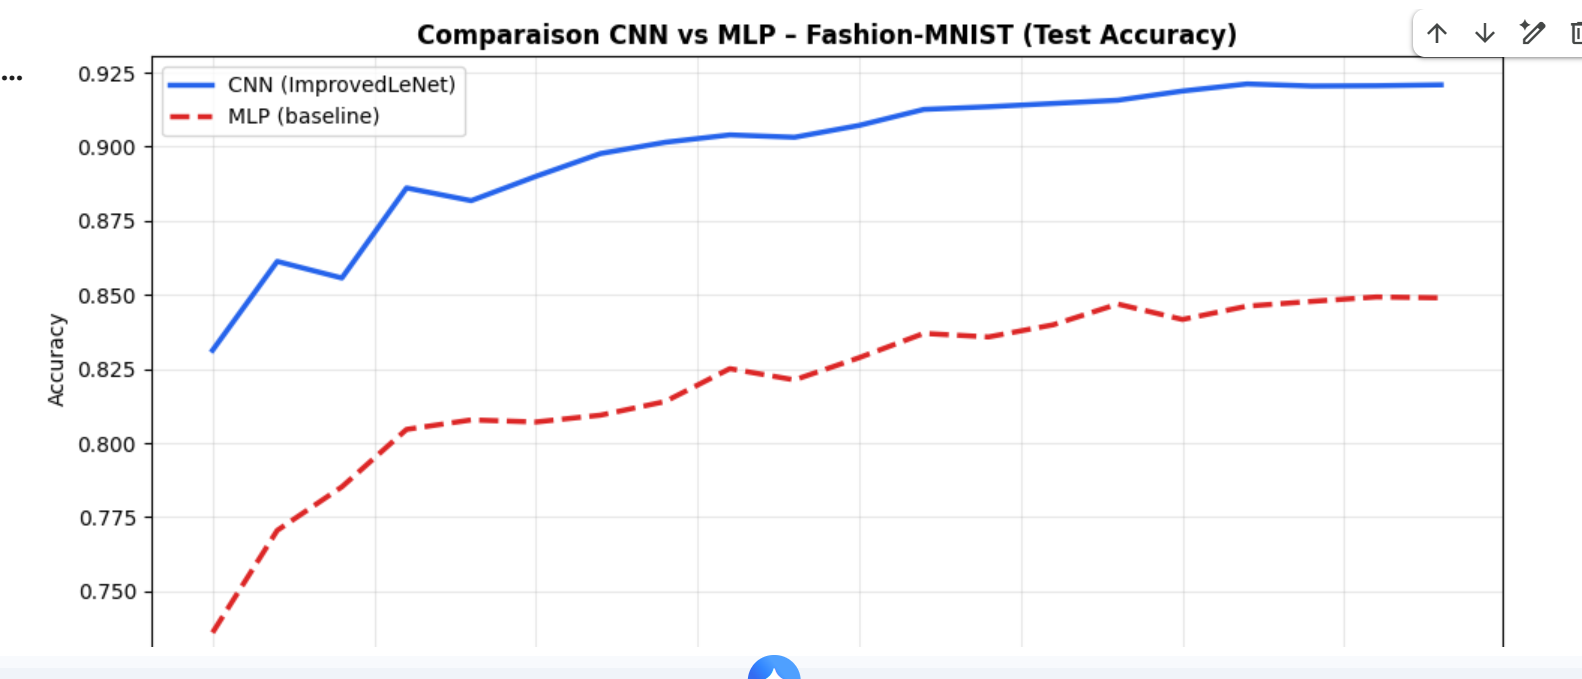 Comparaison CNN vs MLP – Fashion-MNIST (Test Accuracy)
CNN (ImprovedLeNet)
MLP (baseline)
0.925
0.900
0.875
0.850
0.825
0.800
0.775
0.750
Accuracy